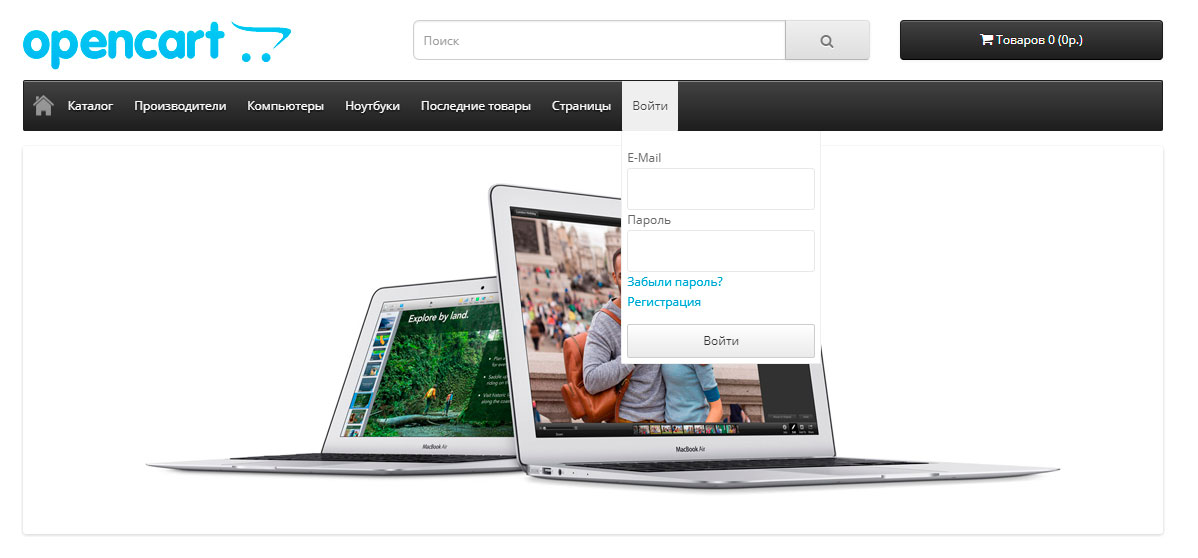 opencart
Поиск
Товаров 0 (0р.)
Каталог Производители Компьютеры Ноутбуки Последние товары Страницы Войти
E-Mail
Пароль
Забыли пароль?
Регистрация
Войти
Explore by land.
MacBook Air
MacBook Air